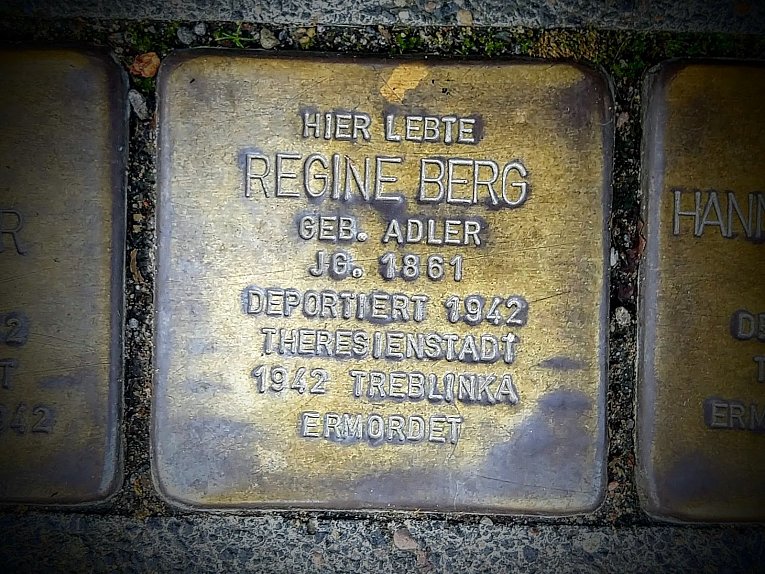 HIER LEBTE
REGINE BERG
GEB. ADLER
JG. 1861
DEPORTIERT 1942
THERESIENSTADT
1942 TREBLINKA
ERMORDET